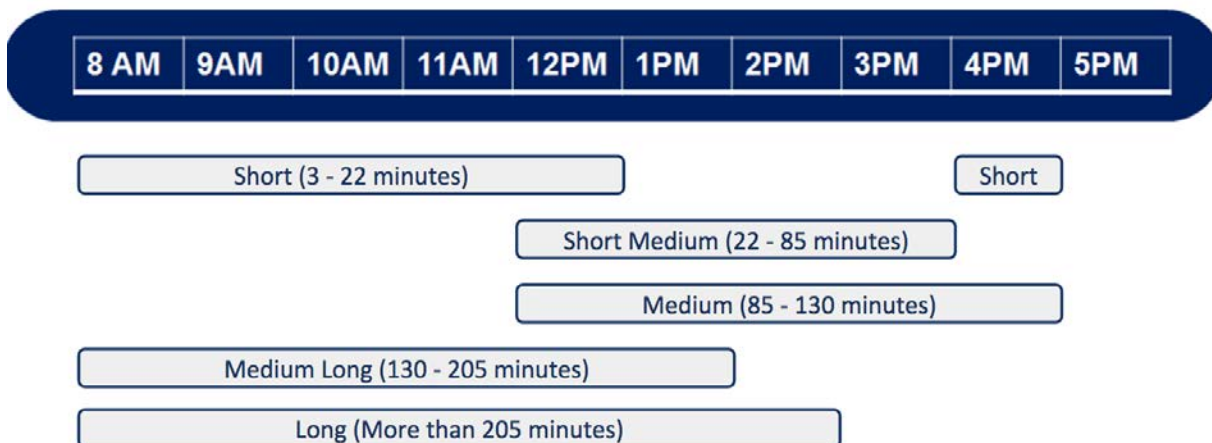 8 AM 9AM 10AM 11AM 12PM 1PM 2PM 3PM 4PM 5PM
Short (3 - 22 minutes) Short
Short Medium (22 - 85 minutes)
Medium (85 - 130 minutes)
Medium Long (130 - 205 minutes)
Long (More than 205 minutes)